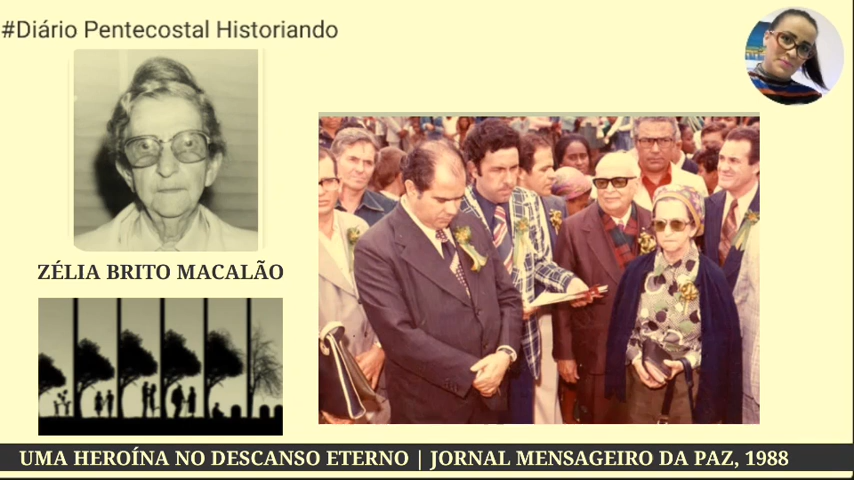 #Diário Pentecostal Historiando
ZÉLIA BRITO MACALÃO
UMA HEROÍNA NO DESCANSO ETERNO | JORNAL MENSAGEIRO DA PAZ, 1988